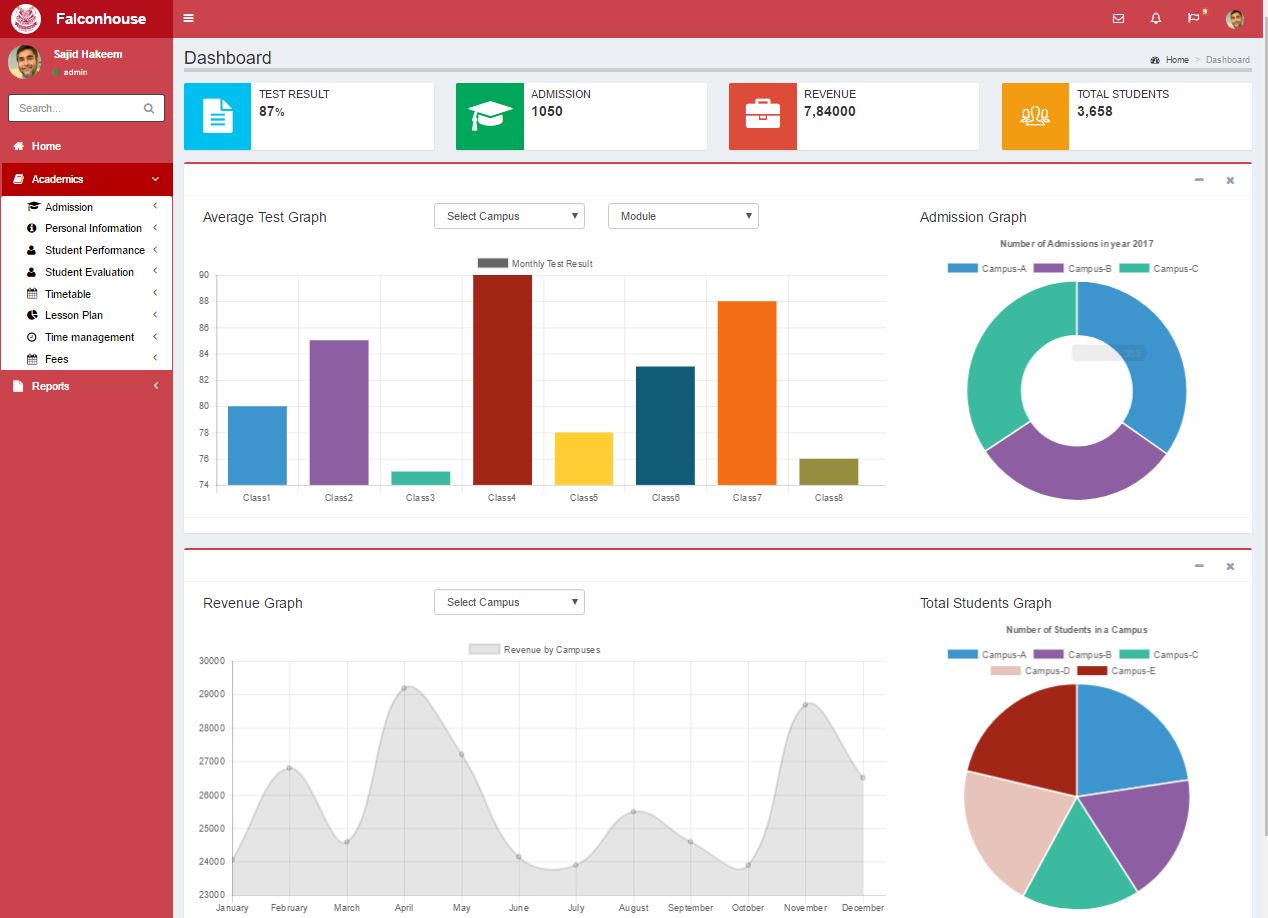 Falconhouse
9
Sajid Hakeem
admin
Search...
Home
Academics
Admission
Personal Information
Student Performance
Student Evaluation
Timetable
Lesson Plan
Time management
Fees
Reports
Dashboard
Home > Dashboard
TEST RESULT
87%
ADMISSION
1050
REVENUE
7,84000
TOTAL STUDENTS
3,658
Average Test Graph
Select Campus
Module
Monthly Test Result
90
88
86
84
82
80
78
76
74
Class1 Class2 Class3 Class4 Class5 Class6 Class7 Class8
Admission Graph
Number of Admissions in year 2017
Campus-A Campus-B Campus-C
Revenue Graph
Select Campus
Revenue by Campuses
30000
29000
28000
27000
26000
25000
24000
23000
January February March April May June July August September October November December
Total Students Graph
Number of Students in a Campus
Campus-A Campus-B Campus-C
Campus-D Campus-E